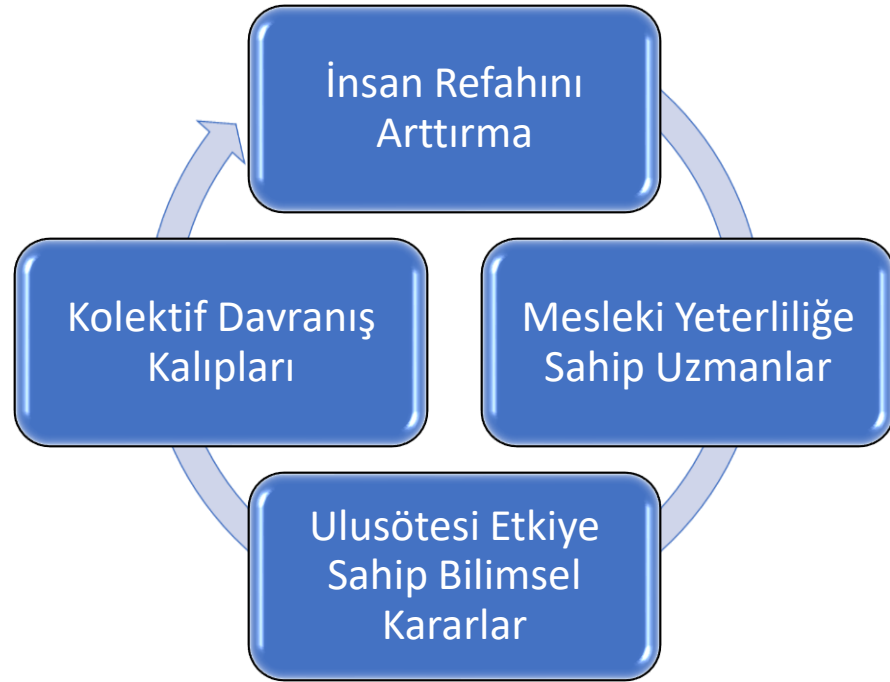 İnsan Refahını
Arttırma
Mesleki Yeterliliğe
Sahip Uzmanlar
Ulusötesi Etkiye
Sahip Bilimsel
Kararlar
Kolektif Davranış
Kalıpları